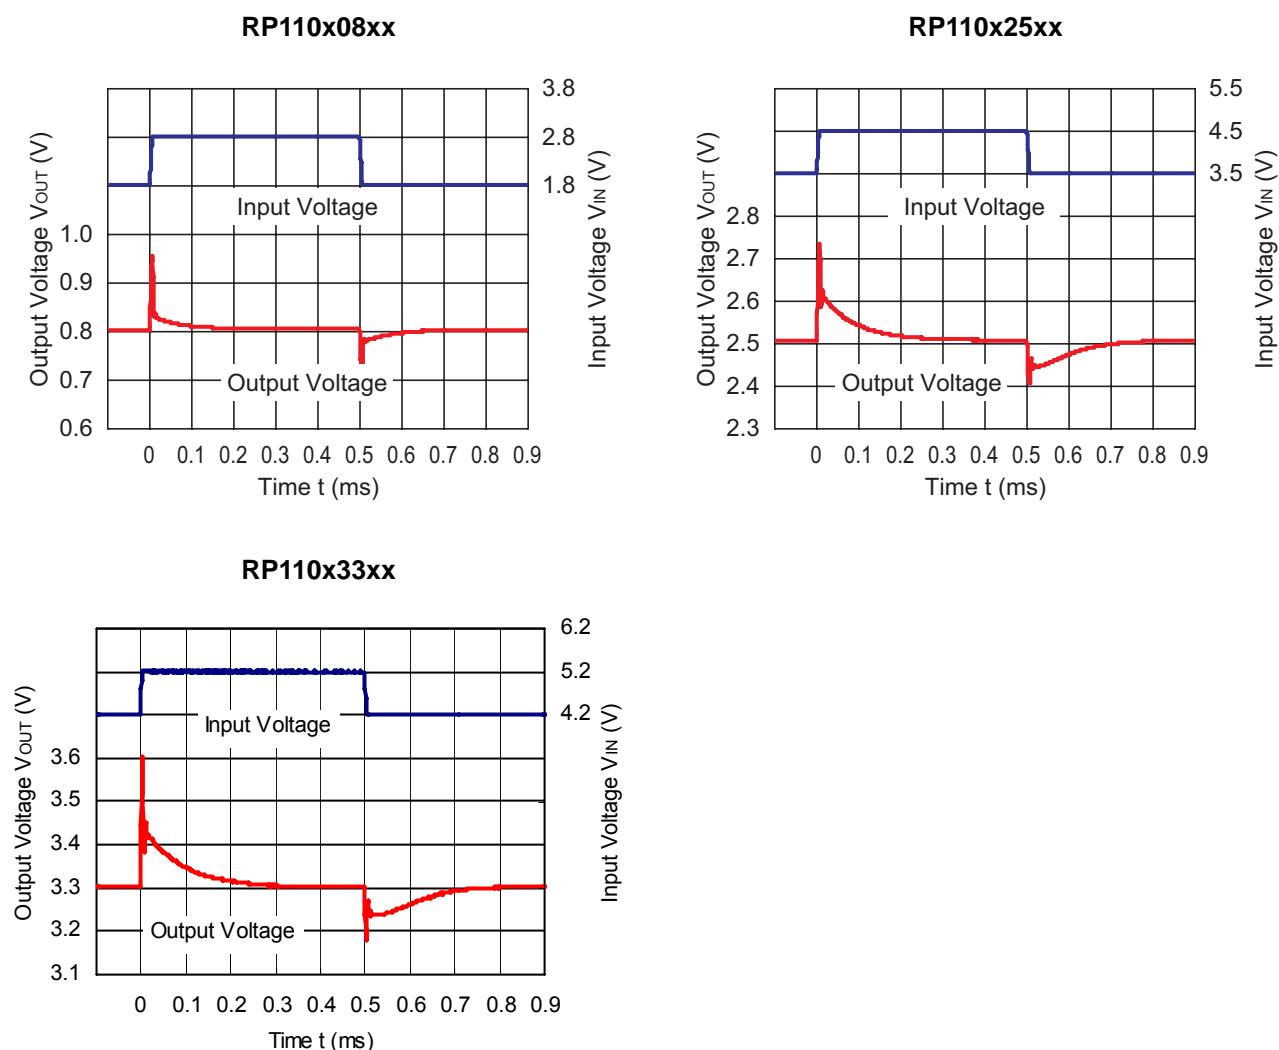 RP110x08xx
Output Voltage VOUT (V)
3.8
2.8
1.8
Input Voltage VIN (V)
Input Voltage
1.0
0.9
0.8
0.7
0.6
Output Voltage
0 0.1 0.2 0.3 0.4 0.5 0.6 0.7 0.8 0.9
Time t (ms)
RP110x25xx
Output Voltage VOUT (V)
5.5
4.5
3.5
Input Voltage VIN (V)
Input Voltage
2.8
2.7
2.6
2.5
2.4
2.3
Output Voltage
0 0.1 0.2 0.3 0.4 0.5 0.6 0.7 0.8 0.9
Time t (ms)
RP110x33xx
Output Voltage VOUT (V)
6.2
5.2
4.2
Input Voltage VIN (V)
Input Voltage
3.6
3.5
3.4
3.3
3.2
3.1
Output Voltage
0 0.1 0.2 0.3 0.4 0.5 0.6 0.7 0.8 0.9
Time t (ms)